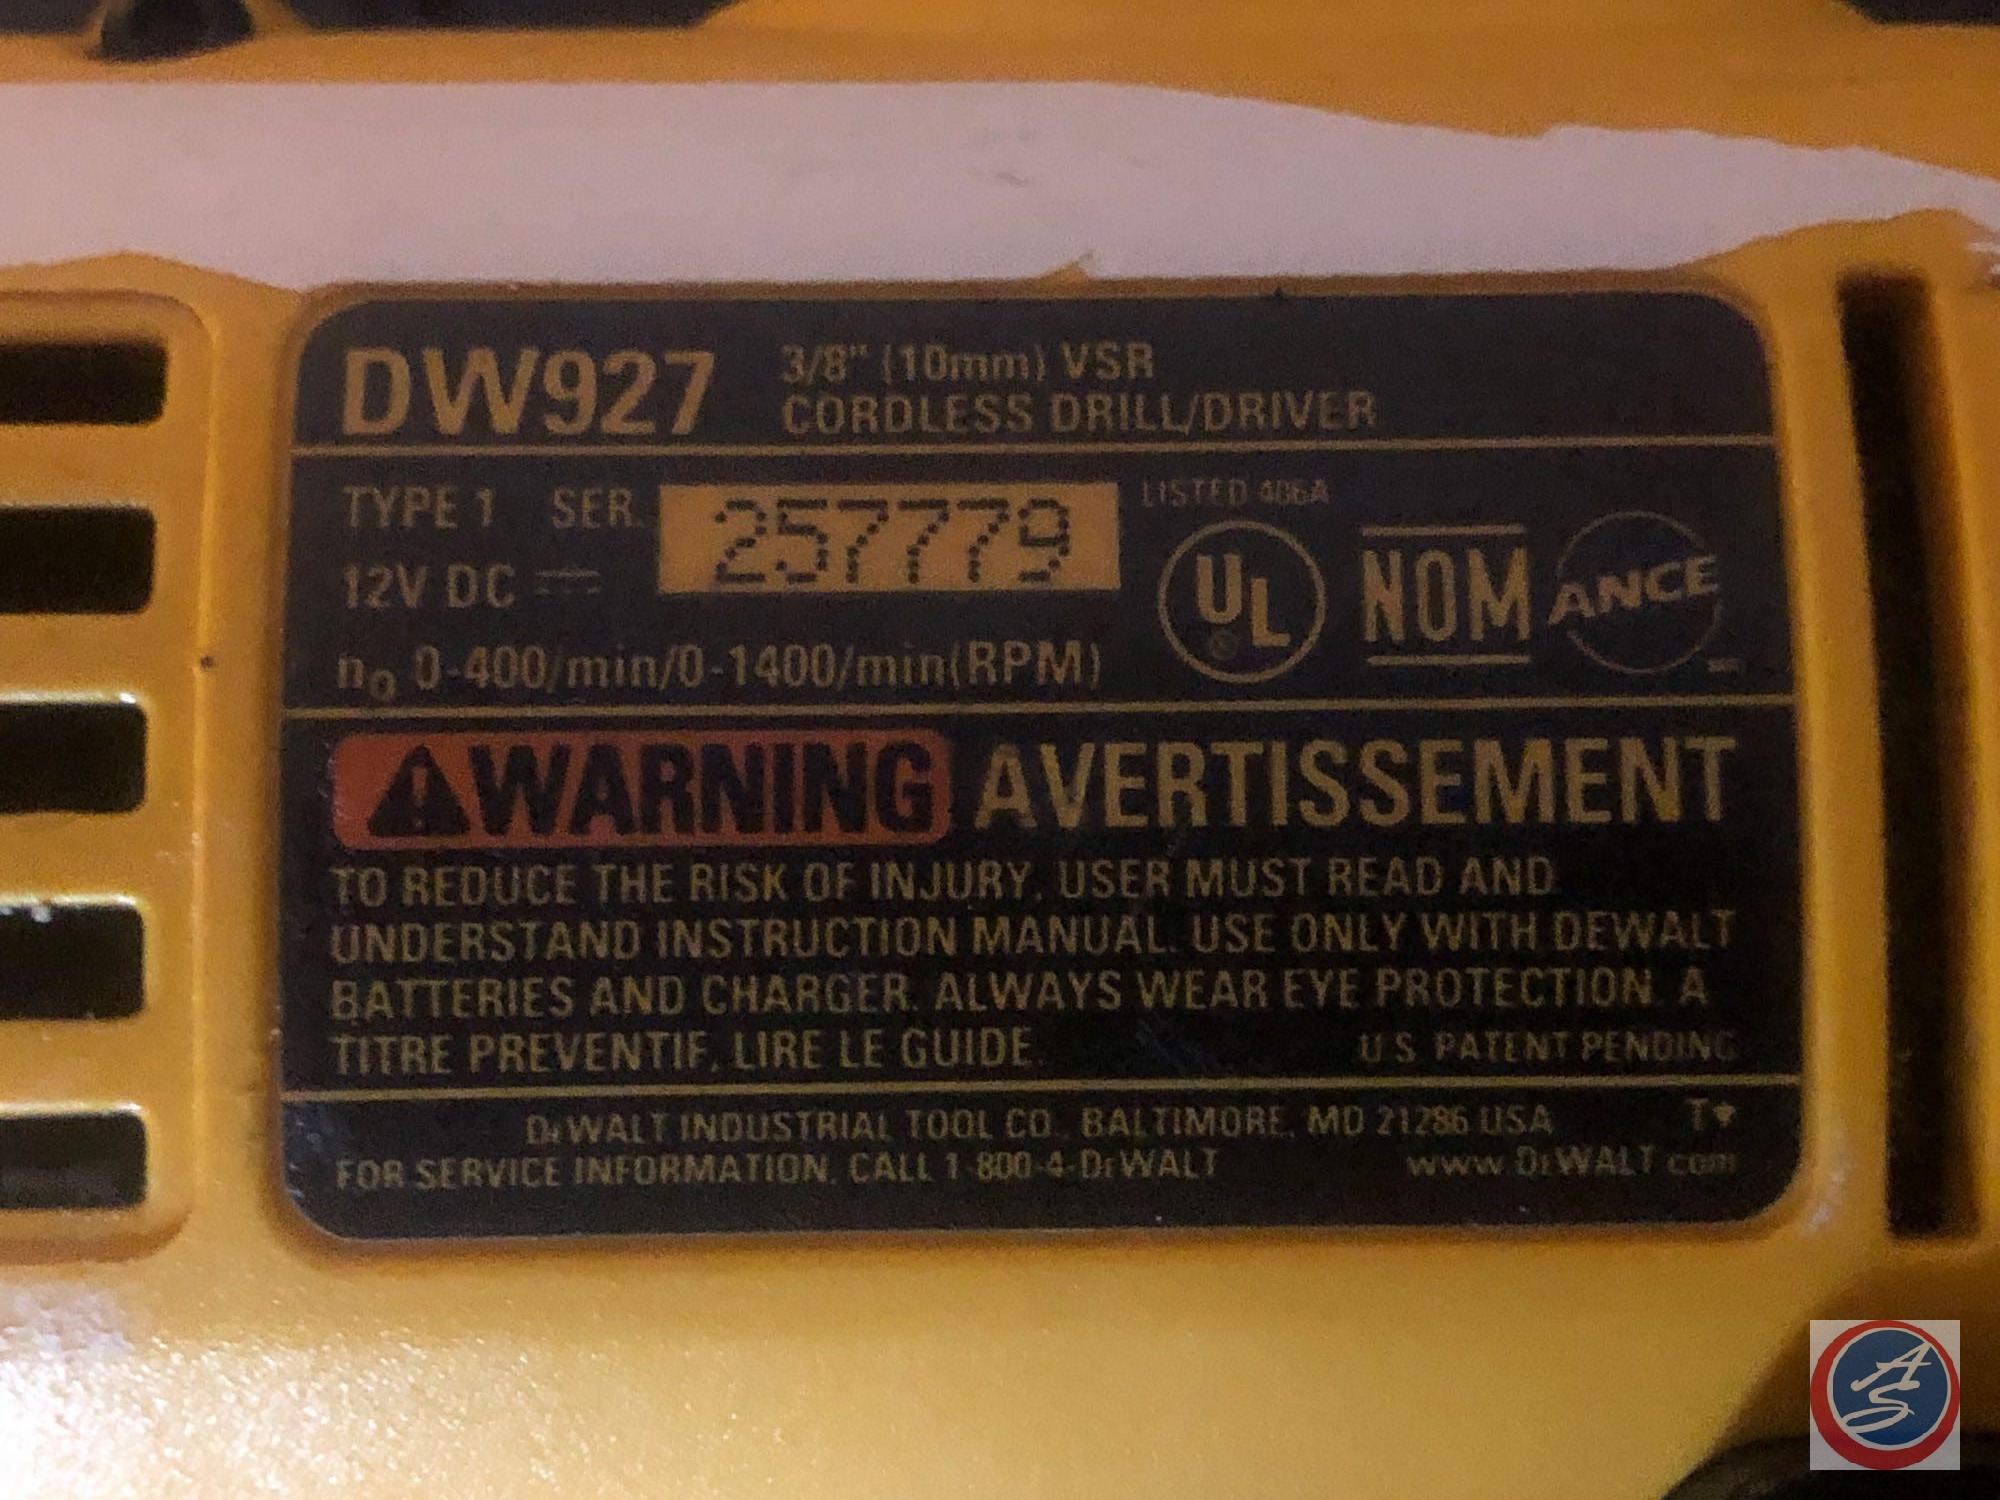 DW927 3/8" (10mm) VSR
CORDLESS DRILL/DRIVER
TYPE 1 SER. 257779
LISTED 406A
12V DC
UL NOM ANCE
no 0-400/min/0-1400/min(RPM)
WARNING AVERTISSEMENT
TO REDUCE THE RISK OF INJURY, USER MUST READ AND
UNDERSTAND INSTRUCTION MANUAL. USE ONLY WITH DEWALT
BATTERIES AND CHARGER. ALWAYS WEAR EYE PROTECTION. A
TITRE PREVENTIF, LIRE LE GUIDE.
U.S. PATENT PENDING
DEWALT INDUSTRIAL TOOL CO., BALTIMORE, MD 21286 USA T
FOR SERVICE INFORMATION, CALL 1-800-4-DEWALT www.DEWALT.com
AS